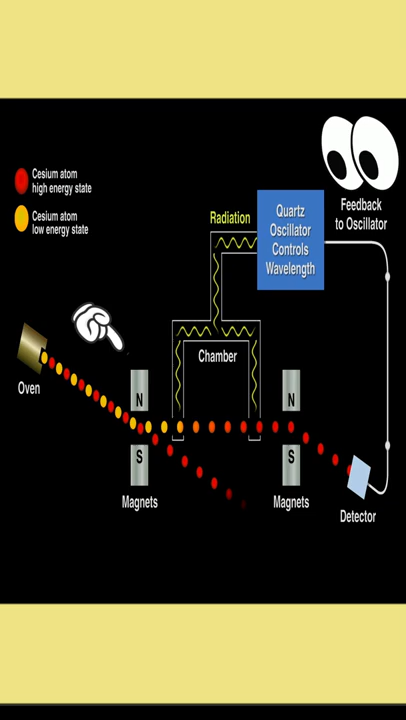 Cesium atom
high energy state
Cesium atom
low energy state
Radiation
Quartz
Oscillator
Controls
Wavelength
Feedback
to Oscillator
Chamber
Oven
N
N
S
S
Magnets
Magnets
Detector